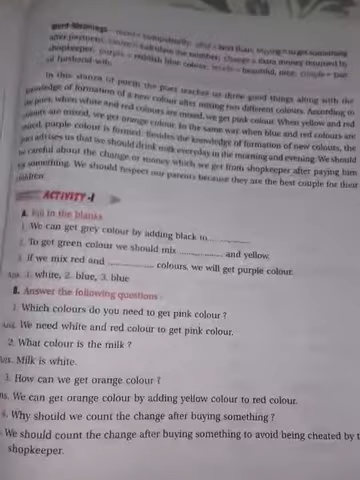 Word Meanings
shopkeeper, purple = reddish blue colour,
In this stanza of poem the poet teaches us three good things along with the
knowledge of formation of a new colour after mixing two different colours. According to
the poet, when white and red colours are mixed, we get pink colour. When yellow and red
colours are mixed, we get orange colour. In the same way when blue and red colours are
mixed, purple colour is formed. Besides the knowledge of formation of new colours, the
poet advises us that we should drink milk everyday in the morning and evening. We should
be careful about the change or money which we get from shopkeeper after paying him
for something. We should respect our parents because they are the best couple for their
children.
ACTIVITY -I
A. Fill in the blanks
1. We can get grey colour by adding black to ............
2. To get green colour we should mix ............ and yellow.
3. If we mix red and ............ colours, we will get purple colour.
Ans. 1. white, 2. blue, 3. blue
B. Answer the following questions
1. Which colours do you need to get pink colour ?
Ans. We need white and red colour to get pink colour.
2. What colour is the milk ?
Ans. Milk is white.
3. How can we get orange colour ?
Ans. We can get orange colour by adding yellow colour to red colour.
4. Why should we count the change after buying something ?
We should count the change after buying something to avoid being cheated by t
shopkeeper.